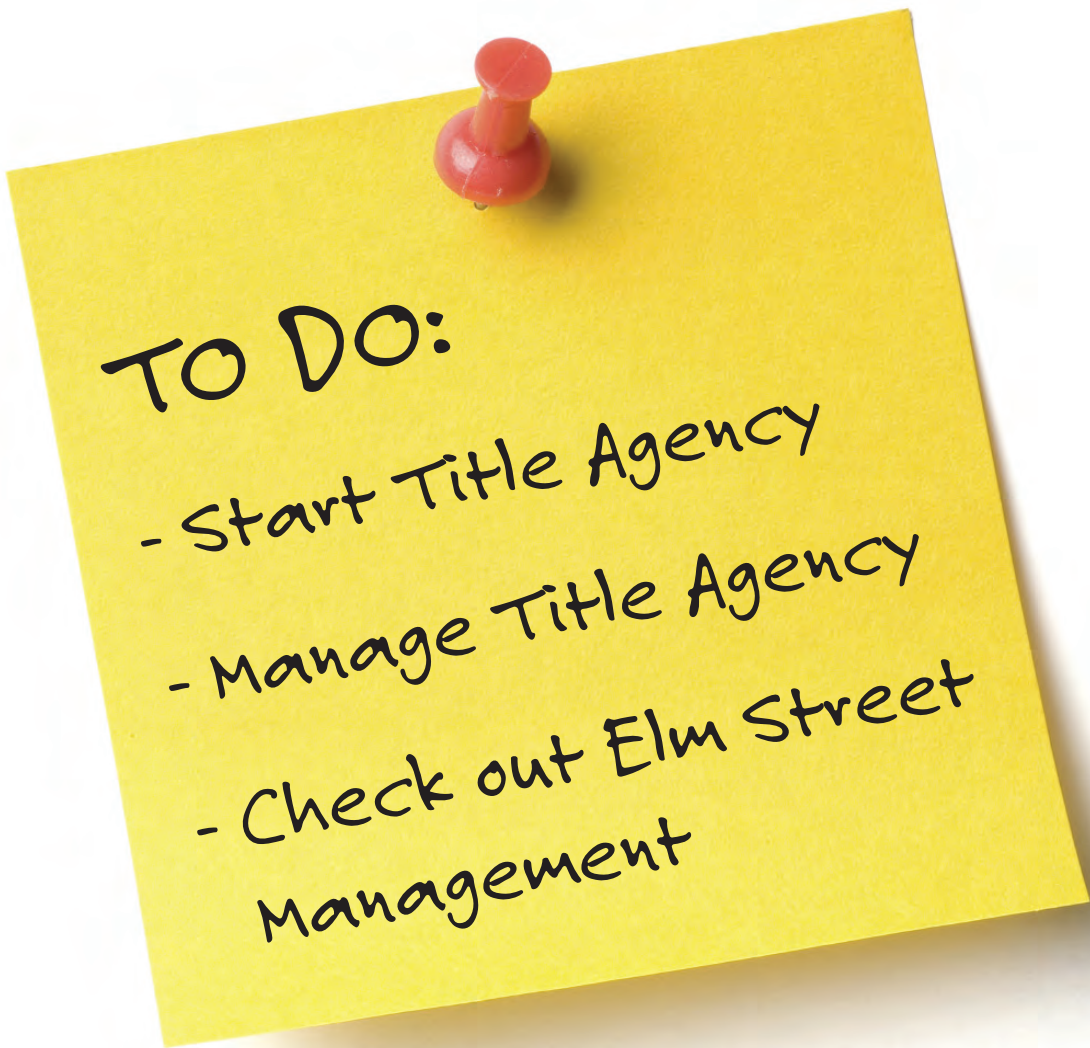 TO DO:
- Start Title Agency
- Manage Title Agency
- Check out Elm Street
Management